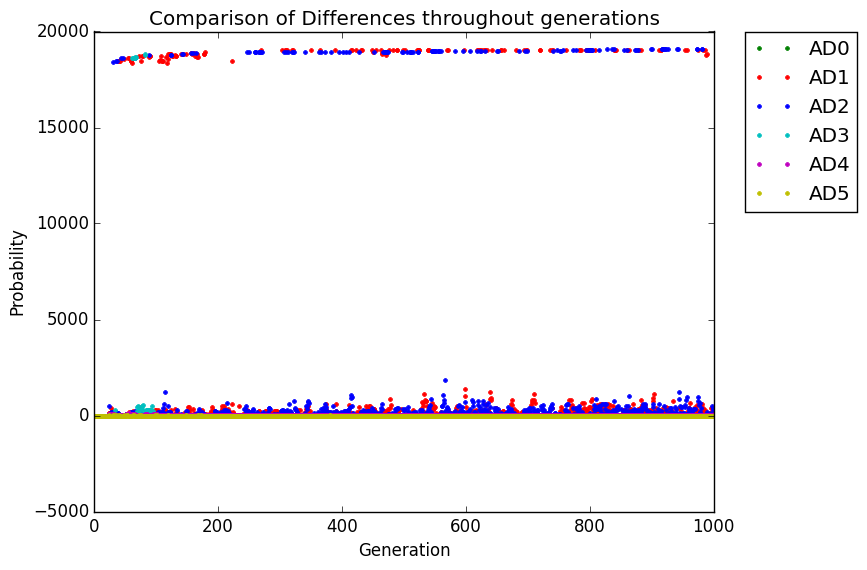 Comparison of Differences throughout generations
20000
15000
10000
5000
0
−5000
Probability
0 200 400 600 800 1000
Generation
AD0
AD1
AD2
AD3
AD4
AD5